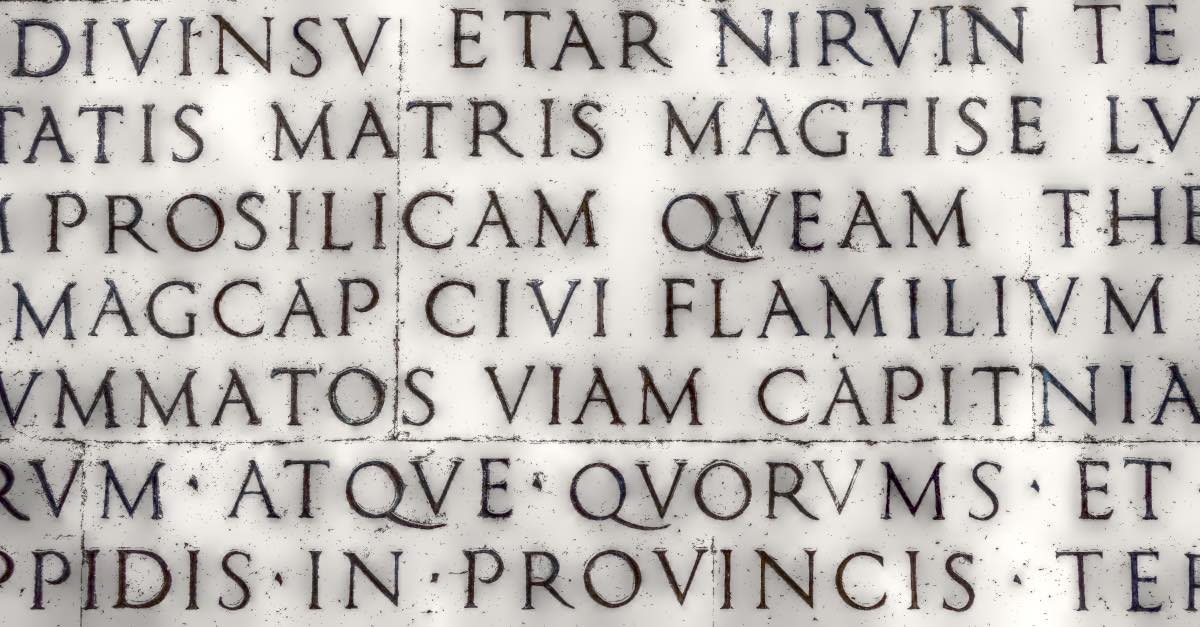 DIVINSV ETAR NIRVIN TE
TATIS MATRIS MAGTISE LV
PROSILICAM QVEAM THE
MAGCAP CIVI FLAMILIVM
VMMATOS VIAM CAPITNIA
RVM · ATQVE · QVORVMS · ET
PPIDIS · IN · PROVINCIS · TER